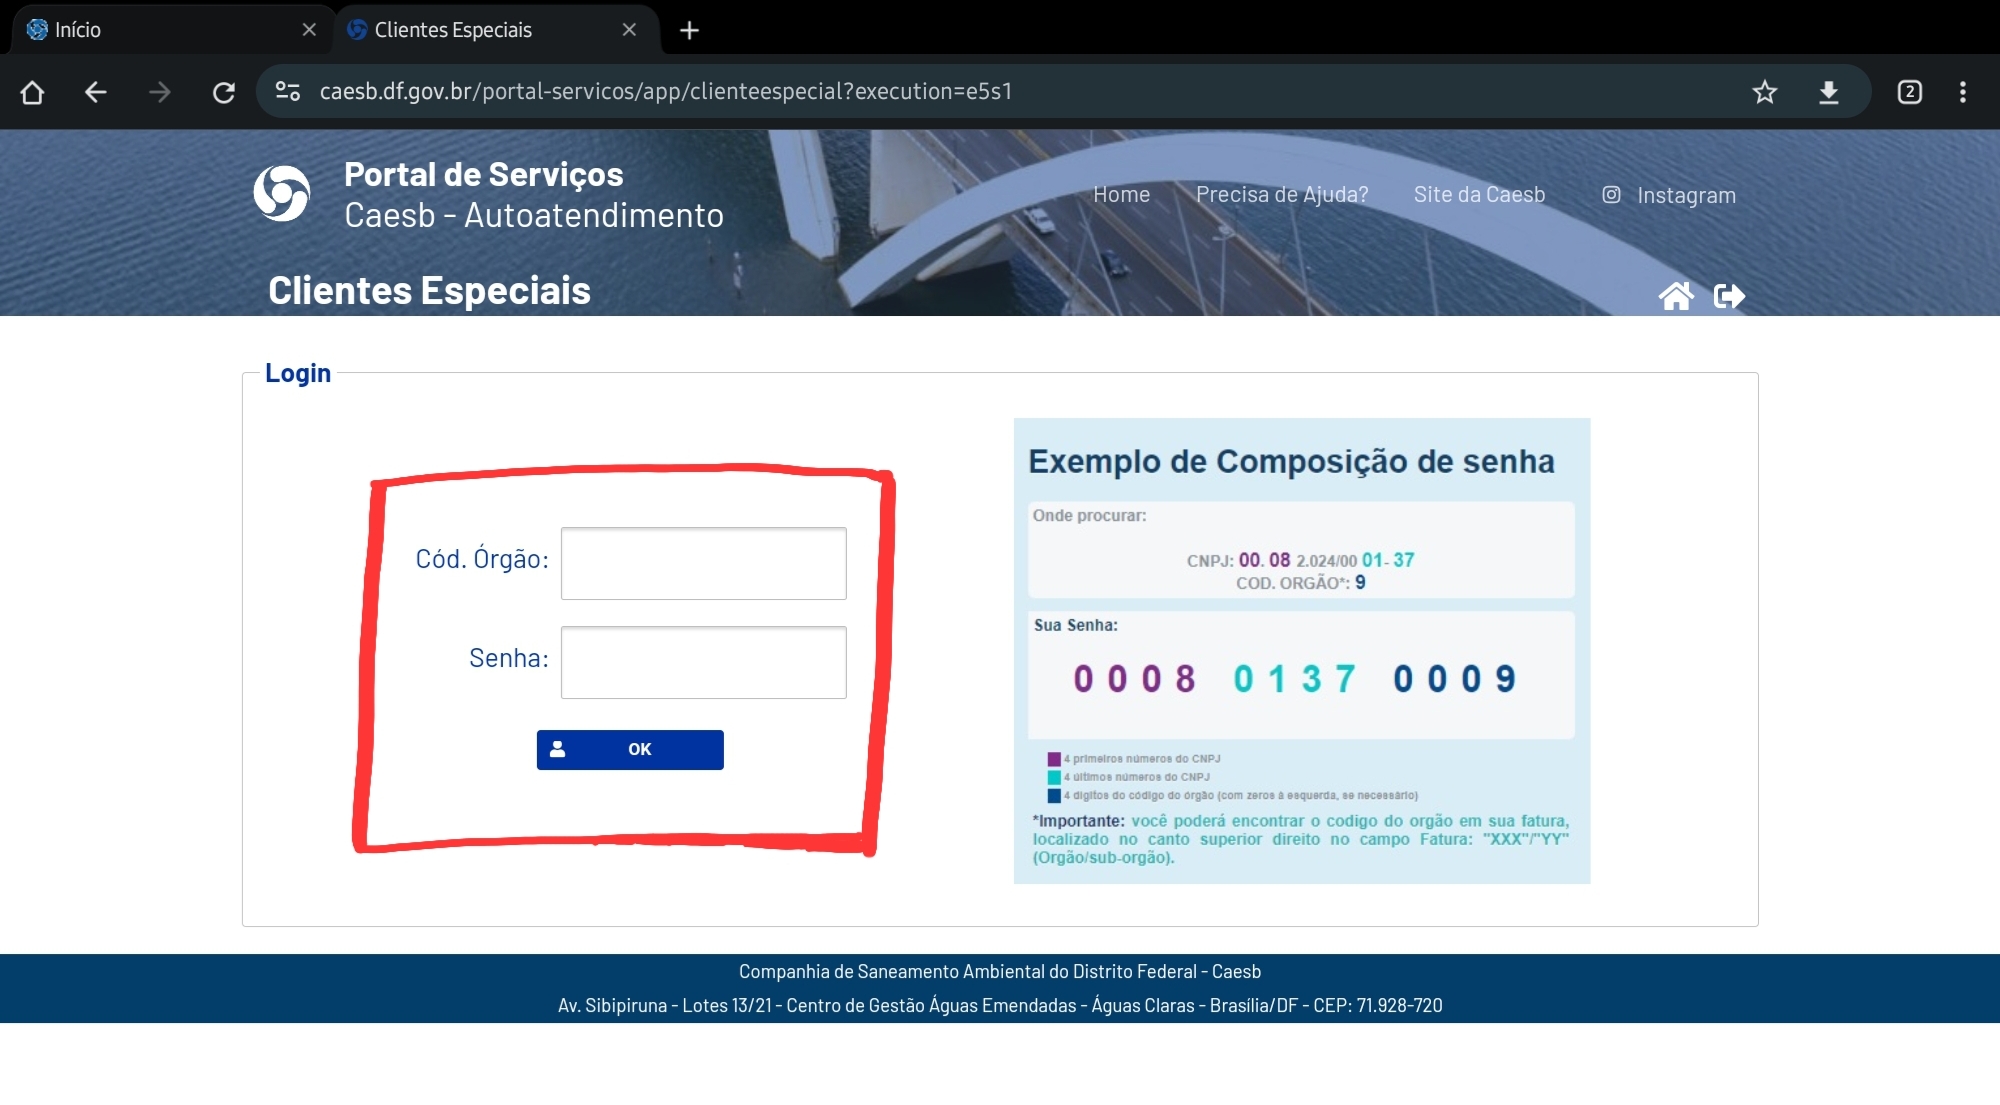 Início
Clientes Especiais
caesb.df.gov.br/portal-servicos/app/clienteespecial?execution=e5s1
2
Portal de Serviços
Caesb - Autoatendimento
Home
Precisa de Ajuda?
Site da Caesb
Instagram
Clientes Especiais
Login
Cód. Órgão:
Senha:
OK
Exemplo de Composição de senha
Onde procurar:
CNPJ: 00. 08 2.024/00 01- 37
COD. ORGÃO*: 9
Sua Senha:
0 0 0 8 0 1 3 7 0 0 0 9
4 primeiros números do CNPJ
4 últimos números do CNPJ
4 dígitos do código do órgão (com zeros à esquerda, se necessário)
*Importante: você poderá encontrar o codigo do orgão em sua fatura,
localizado no canto superior direito no campo Fatura: "XXX"/"YY"
(Orgão/sub-orgão).
Companhia de Saneamento Ambiental do Distrito Federal - Caesb
Av. Sibipiruna - Lotes 13/21 - Centro de Gestão Águas Emendadas - Águas Claras - Brasília/DF - CEP: 71.928-720